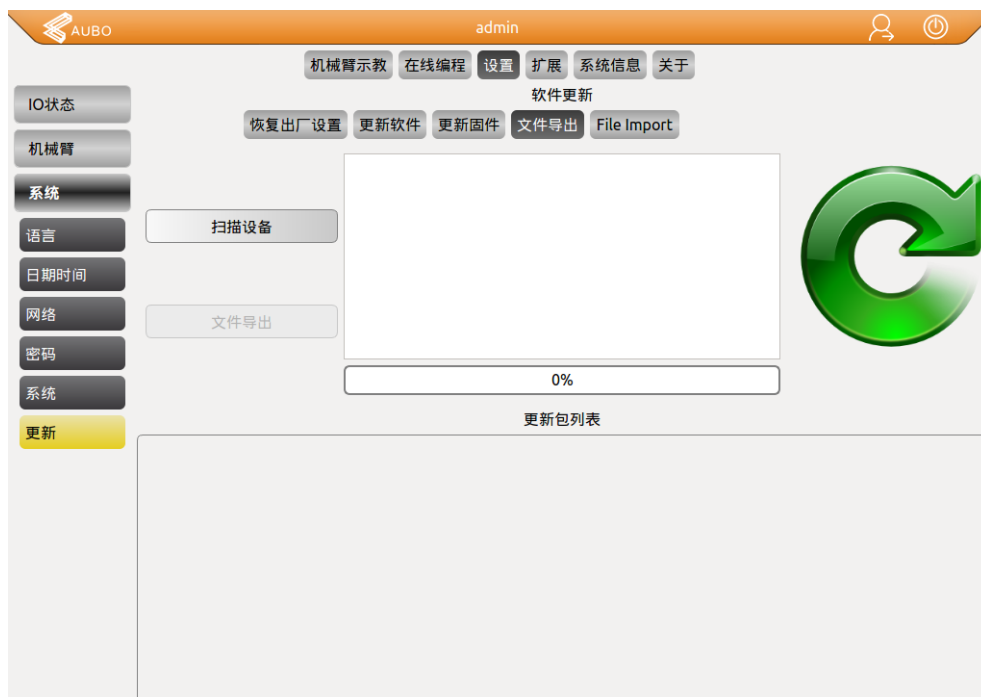 AUBO admin
机械臂示教 在线编程 设置 扩展 系统信息 关于
软件更新
恢复出厂设置 更新软件 更新固件 文件导出 File Import
IO状态
机械臂
系统
语言
日期时间
网络
密码
系统
更新
扫描设备
文件导出
0%
更新包列表